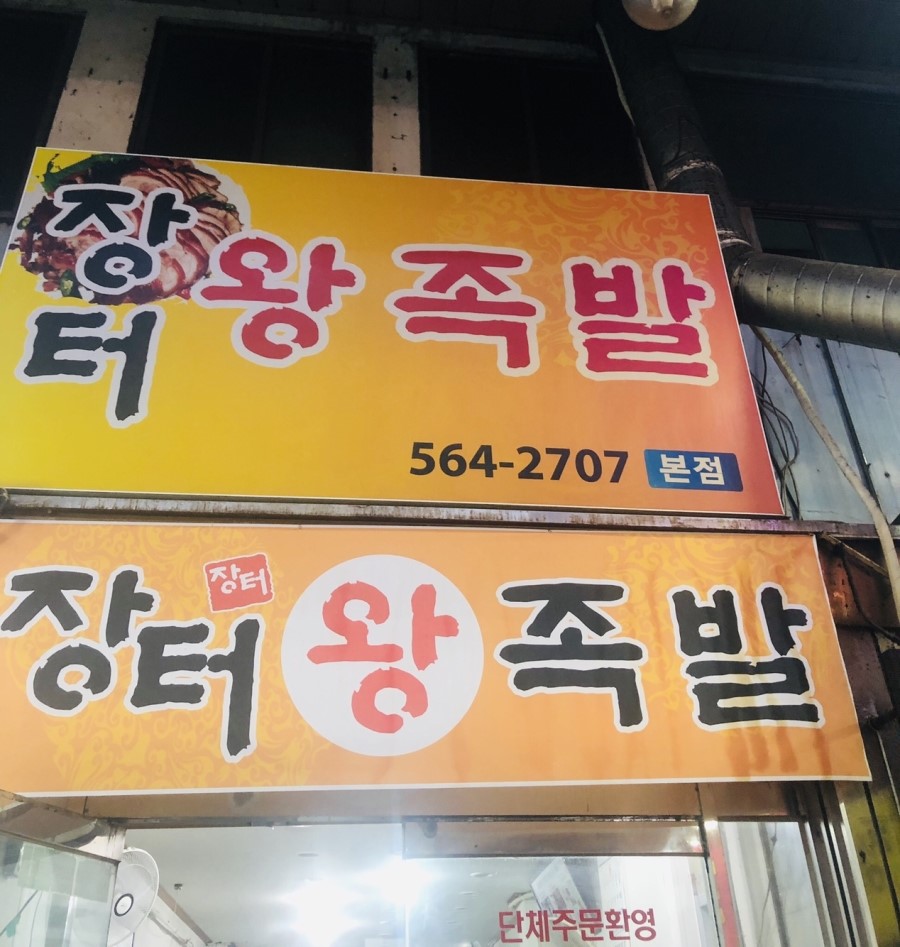 장터 왕족발
564-2707 본점
장터
장터 왕 족발
단체주문환영